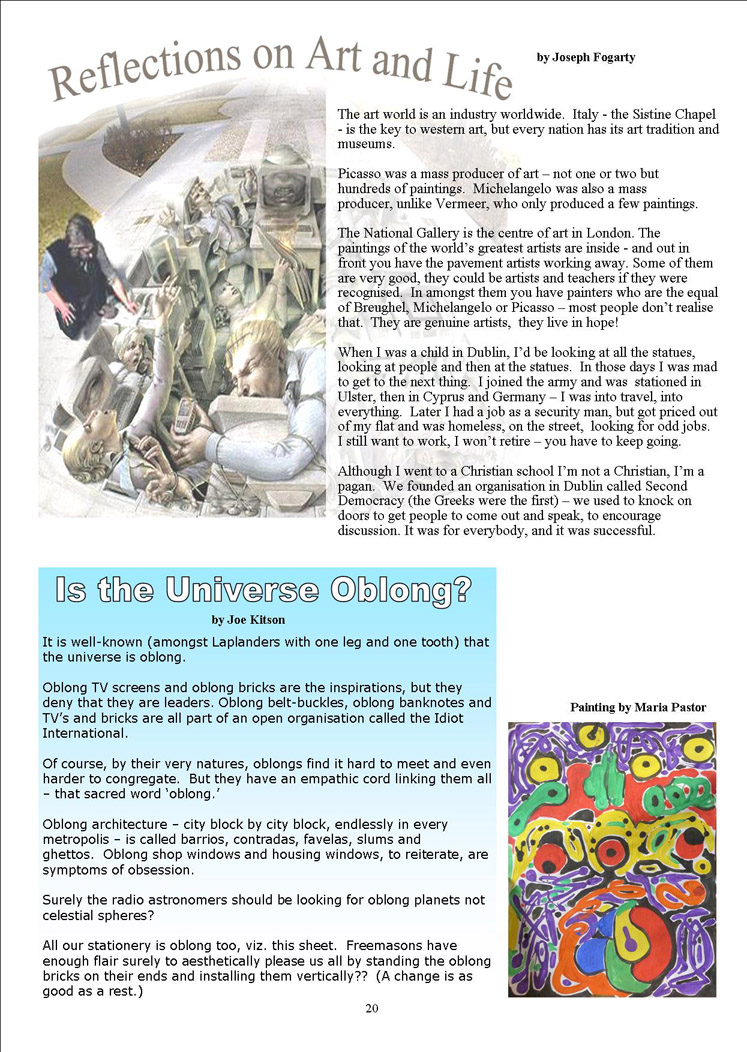 Reflections on Art and Life
by Joseph Fogarty
The art world is an industry worldwide.  Italy - the Sistine Chapel
- is the key to western art, but every nation has its art tradition and
museums.
Picasso was a mass producer of art – not one or two but
hundreds of paintings.  Michelangelo was also a mass
producer, unlike Vermeer, who only produced a few paintings.
The National Gallery is the centre of art in London. The
paintings of the world’s greatest artists are inside - and out in
front you have the pavement artists working away. Some of them
are very good, they could be artists and teachers if they were
recognised.  In amongst them you have painters who are the equal
of Breughel, Michelangelo or Picasso – most people don’t realise
that.  They are genuine artists,  they live in hope!
When I was a child in Dublin, I’d be looking at all the statues,
looking at people and then at the statues.  In those days I was mad
to get to the next thing.  I joined the army and was  stationed in
Ulster, then in Cyprus and Germany – I was into travel, into
everything.  Later I had a job as a security man, but got priced out
of my flat and was homeless, on the street,  looking for odd jobs.
I still want to work, I won’t retire – you have to keep going.
Although I went to a Christian school I’m not a Christian, I’m a
pagan.  We founded an organisation in Dublin called Second
Democracy (the Greeks were the first) – we used to knock on
doors to get people to come out and speak, to encourage
discussion. It was for everybody, and it was successful.
Is the Universe Oblong?
by Joe Kitson
It is well-known (amongst Laplanders with one leg and one tooth) that
the universe is oblong.
Oblong TV screens and oblong bricks are the inspirations, but they
deny that they are leaders. Oblong belt-buckles, oblong banknotes and
TV’s and bricks are all part of an open organisation called the Idiot
International.
Of course, by their very natures, oblongs find it hard to meet and even
harder to congregate.  But they have an empathic cord linking them all
– that sacred word ‘oblong.’
Oblong architecture – city block by city block, endlessly in every
metropolis – is called barrios, contradas, favelas, slums and
ghettos.  Oblong shop windows and housing windows, to reiterate, are
symptoms of obsession.
Surely the radio astronomers should be looking for oblong planets not
celestial spheres?
All our stationery is oblong too, viz. this sheet.  Freemasons have
enough flair surely to aesthetically please us all by standing the oblong
bricks on their ends and installing them vertically??  (A change is as
good as a rest.)
Painting by Maria Pastor
20